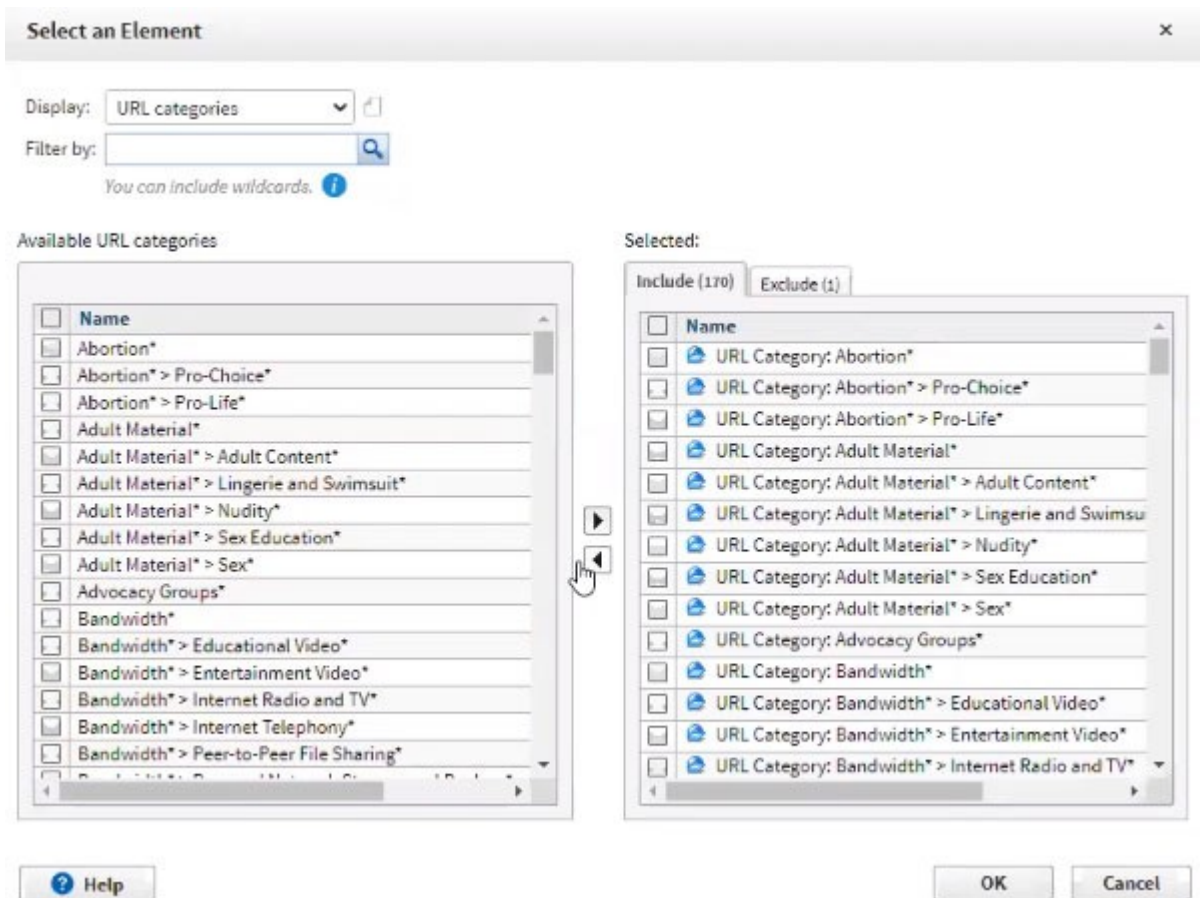 Select an Element
Display: URL categories
Filter by:
You can include wildcards.
Available URL categories
Name
Abortion*
Abortion* > Pro-Choice*
Abortion* > Pro-Life*
Adult Material*
Adult Material* > Adult Content*
Adult Material* > Lingerie and Swimsuit*
Adult Material* > Nudity*
Adult Material* > Sex Education*
Adult Material* > Sex*
Advocacy Groups*
Bandwidth*
Bandwidth* > Educational Video*
Bandwidth* > Entertainment Video*
Bandwidth* > Internet Radio and TV*
Bandwidth* > Internet Telephony*
Bandwidth* > Peer-to-Peer File Sharing*
Selected:
Include (170) Exclude (1)
Name
URL Category: Abortion*
URL Category: Abortion* > Pro-Choice*
URL Category: Abortion* > Pro-Life*
URL Category: Adult Material*
URL Category: Adult Material* > Adult Content*
URL Category: Adult Material* > Lingerie and Swimsui
URL Category: Adult Material* > Nudity*
URL Category: Adult Material* > Sex Education*
URL Category: Adult Material* > Sex*
URL Category: Advocacy Groups*
URL Category: Bandwidth*
URL Category: Bandwidth* > Educational Video*
URL Category: Bandwidth* > Entertainment Video*
URL Category: Bandwidth* > Internet Radio and TV*
Help
OK
Cancel